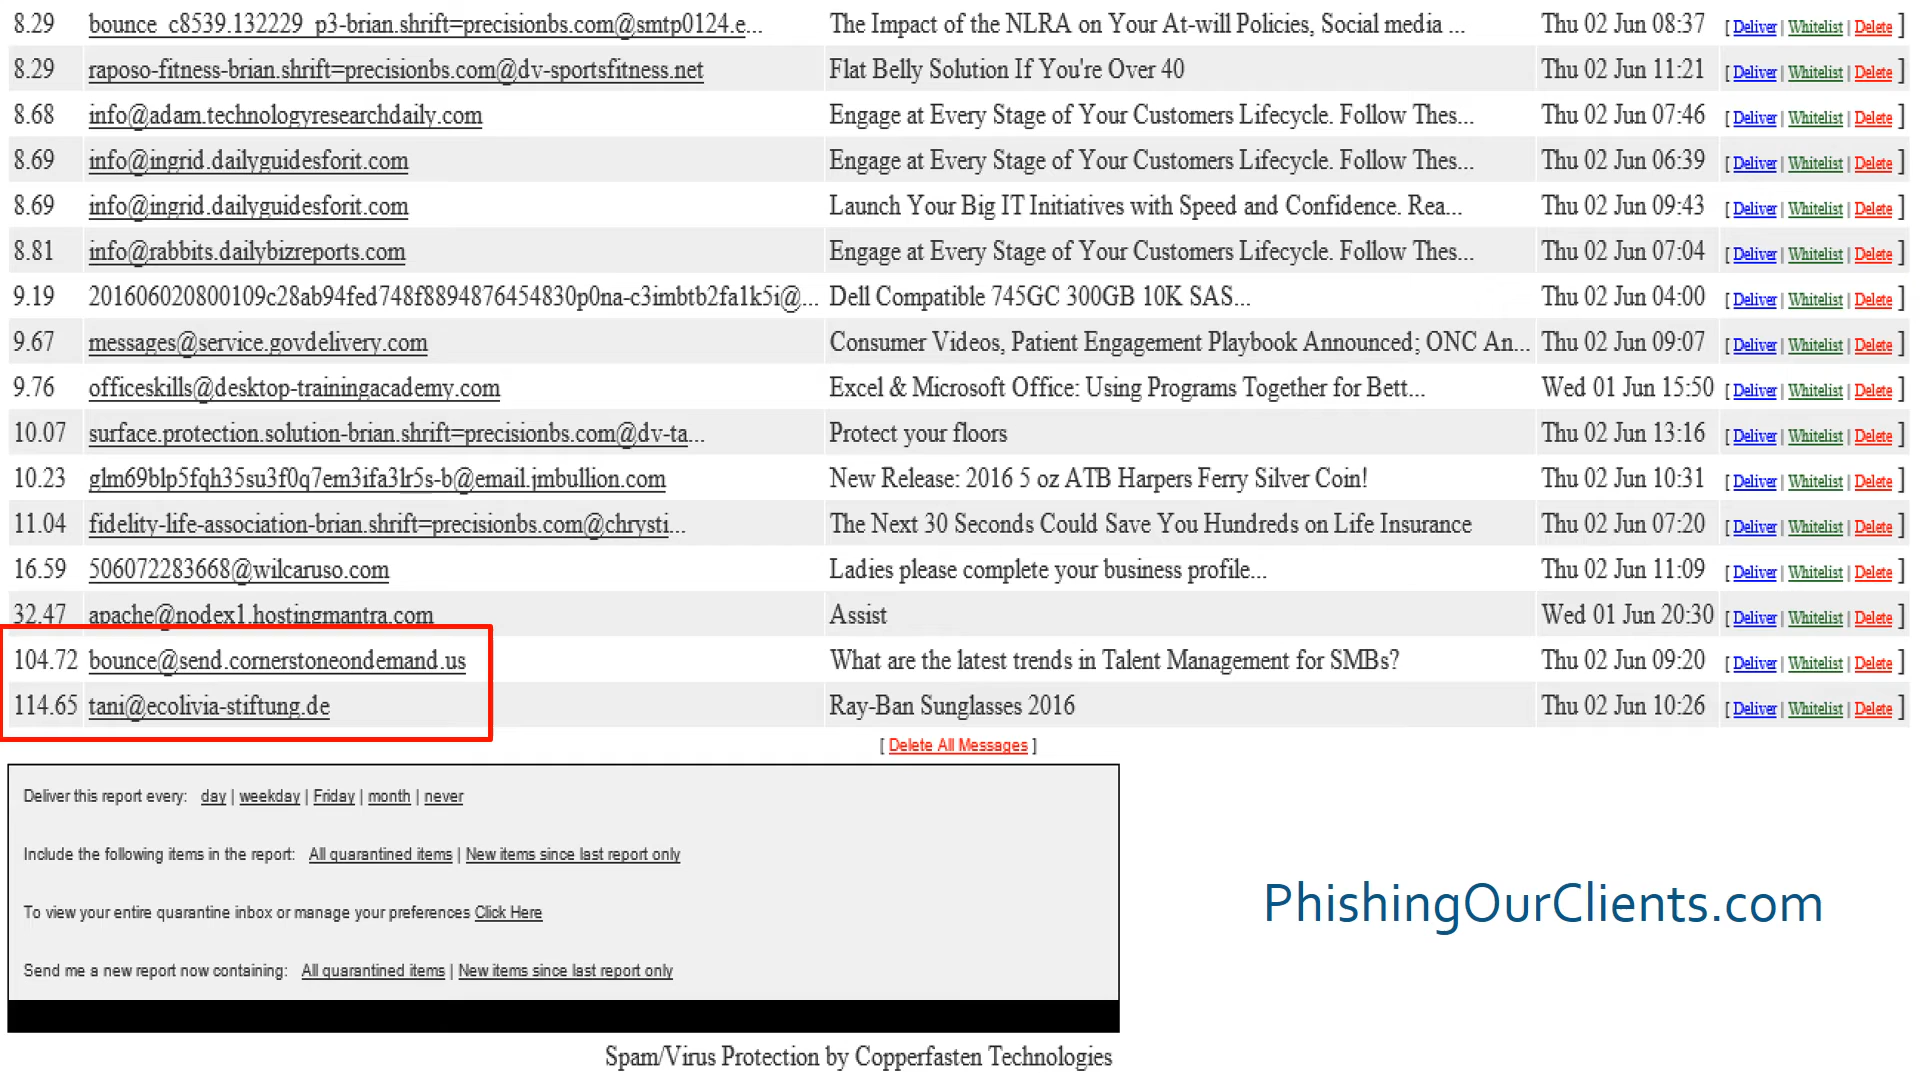 8.29 bounce_c8539.132229_p3-brian.shrift=precisionbs.com@smtp0124.e... The Impact of the NLRA on Your At-will Policies, Social media ... Thu 02 Jun 08:37 [ Deliver | Whitelist | Delete ]
8.29 raposo-fitness-brian.shrift=precisionbs.com@dv-sportsfitness.net Flat Belly Solution If You're Over 40 Thu 02 Jun 11:21 [ Deliver | Whitelist | Delete ]
8.68 info@adam.technologyresearchdaily.com Engage at Every Stage of Your Customers Lifecycle. Follow Thes... Thu 02 Jun 07:46 [ Deliver | Whitelist | Delete ]
8.69 info@ingrid.dailyguidesforit.com Engage at Every Stage of Your Customers Lifecycle. Follow Thes... Thu 02 Jun 06:39 [ Deliver | Whitelist | Delete ]
8.69 info@ingrid.dailyguidesforit.com Launch Your Big IT Initiatives with Speed and Confidence. Rea... Thu 02 Jun 09:43 [ Deliver | Whitelist | Delete ]
8.81 info@rabbits.dailybizreports.com Engage at Every Stage of Your Customers Lifecycle. Follow Thes... Thu 02 Jun 07:04 [ Deliver | Whitelist | Delete ]
9.19 201606020800109c28ab94fed748f8894876454830p0na-c3imbtb2fa1k5i@... Dell Compatible 745GC 300GB 10K SAS... Thu 02 Jun 04:00 [ Deliver | Whitelist | Delete ]
9.67 messages@service.govdelivery.com Consumer Videos, Patient Engagement Playbook Announced; ONC An... Thu 02 Jun 09:07 [ Deliver | Whitelist | Delete ]
9.76 officeskills@desktop-trainingacademy.com Excel & Microsoft Office: Using Programs Together for Bett... Wed 01 Jun 15:50 [ Deliver | Whitelist | Delete ]
10.07 surface.protection.solution-brian.shrift=precisionbs.com@dv-ta... Protect your floors Thu 02 Jun 13:16 [ Deliver | Whitelist | Delete ]
10.23 glm69blp5fqh35su3f0q7em3ifa3lr5s-b@email.jmbullion.com New Release: 2016 5 oz ATB Harpers Ferry Silver Coin! Thu 02 Jun 10:31 [ Deliver | Whitelist | Delete ]
11.04 fidelity-life-association-brian.shrift=precisionbs.com@chrysti... The Next 30 Seconds Could Save You Hundreds on Life Insurance Thu 02 Jun 07:20 [ Deliver | Whitelist | Delete ]
16.59 506072283668@wilcaruso.com Ladies please complete your business profile... Thu 02 Jun 11:09 [ Deliver | Whitelist | Delete ]
32.47 apache@nodex1.hostingmantra.com Assist Wed 01 Jun 20:30 [ Deliver | Whitelist | Delete ]
104.72 bounce@send.cornerstoneondemand.us What are the latest trends in Talent Management for SMBs? Thu 02 Jun 09:20 [ Deliver | Whitelist | Delete ]
114.65 tani@ecolivia-stiftung.de Ray-Ban Sunglasses 2016 Thu 02 Jun 10:26 [ Deliver | Whitelist | Delete ]
[ Delete All Messages ]
Deliver this report every: day | weekday | Friday | month | never
Include the following items in the report: All quarantined items | New items since last report only
To view your entire quarantine inbox or manage your preferences Click Here
Send me a new report now containing: All quarantined items | New items since last report only
PhishingOurClients.com
Spam/Virus Protection by Copperfasten Technologies